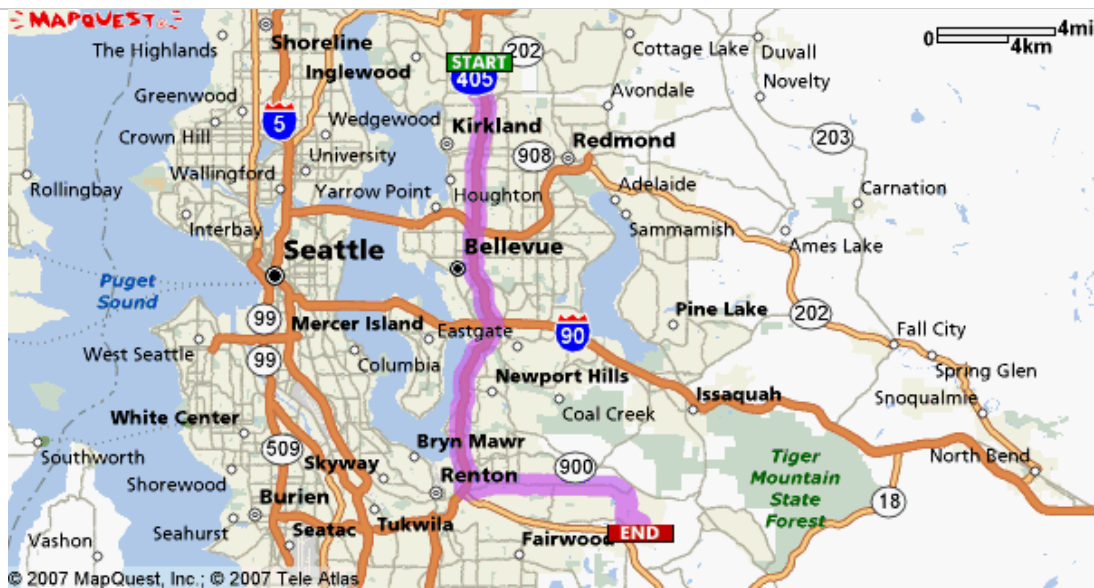 MAPQUEST
The Highlands
Shoreline
Inglewood
START
405
202
Cottage Lake
Duvall
Novelty
0
4mi
4km
Greenwood
Crown Hill
5
Wedgewood
Kirkland
Avondale
203
University
908
Redmond
Wallingford
Rollingbay
Yarrow Point
Houghton
Adelaide
Carnation
Interbay
Sammamish
Seattle
Bellevue
Ames Lake
Puget
Sound
99
Mercer Island
Eastgate
90
Pine Lake
202
Fall City
West Seattle
99
Columbia
Spring Glen
Newport Hills
Issaquah
Snoqualmie
White Center
Coal Creek
Bryn Mawr
Southworth
509
Skyway
Renton
900
Tiger
Mountain
State
Forest
North Bend
Shorewood
Burien
18
Seahurst
Seatac
Tukwila
Fairwood
END
Vashon
© 2007 MapQuest, Inc.; © 2007 Tele Atlas